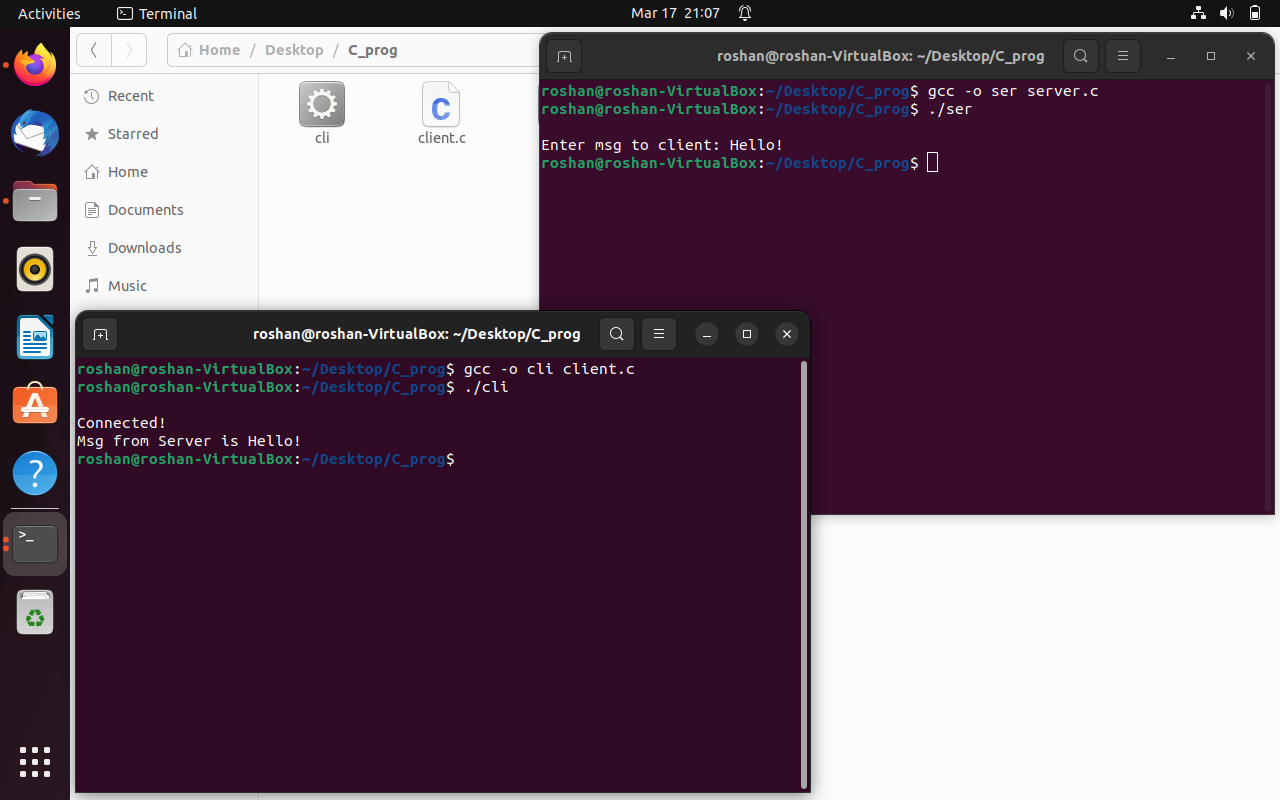 Activities Terminal Mar 17 21:07
Home / Desktop / C_prog
Recent
Starred
Home
Documents
Downloads
Music
cli
client.c
roshan@roshan-VirtualBox: ~/Desktop/C_prog
roshan@roshan-VirtualBox:~/Desktop/C_prog$ gcc -o ser server.c
roshan@roshan-VirtualBox:~/Desktop/C_prog$ ./ser
Enter msg to client: Hello!
roshan@roshan-VirtualBox:~/Desktop/C_prog$
roshan@roshan-VirtualBox: ~/Desktop/C_prog
roshan@roshan-VirtualBox:~/Desktop/C_prog$ gcc -o cli client.c
roshan@roshan-VirtualBox:~/Desktop/C_prog$ ./cli
Connected!
Msg from Server is Hello!
roshan@roshan-VirtualBox:~/Desktop/C_prog$